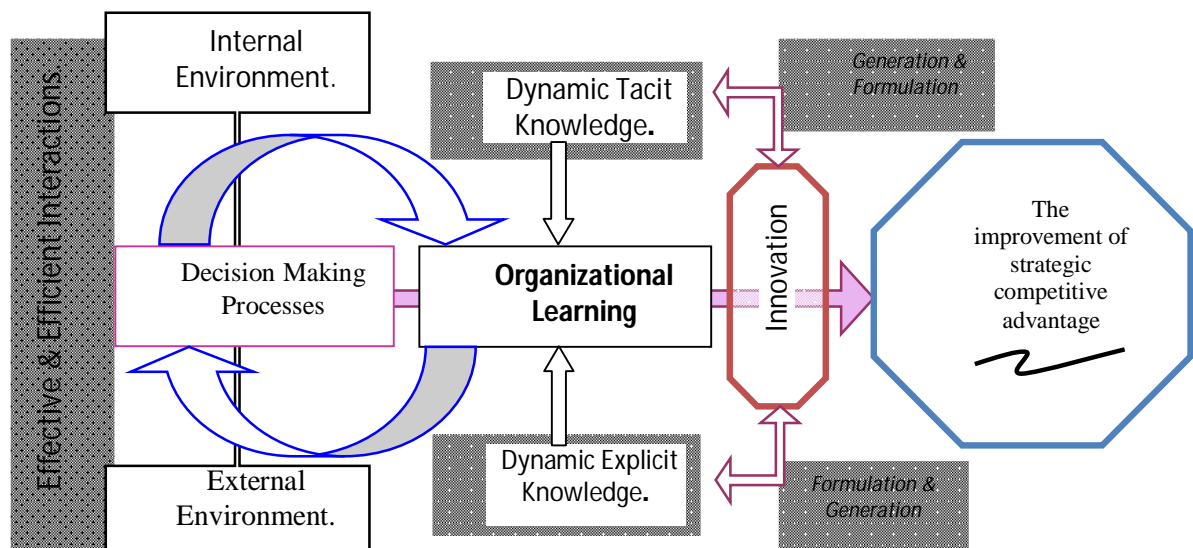 Effective & Efficient Interactions.
Internal
Environment.
Decision Making
Processes
External
Environment.
Dynamic Tacit
Knowledge.
Organizational
Learning
Dynamic Explicit
Knowledge.
Generation &
Formulation
Innovation
Formulation &
Generation
The
improvement of
strategic
competitive
advantage